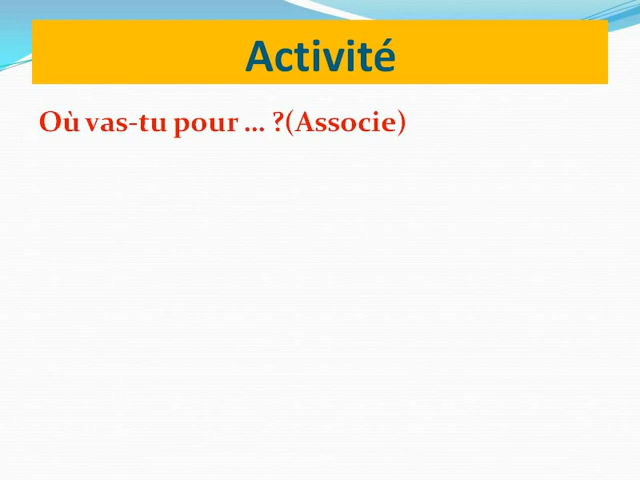 Activité
Où vas-tu pour ... ?(Associe)